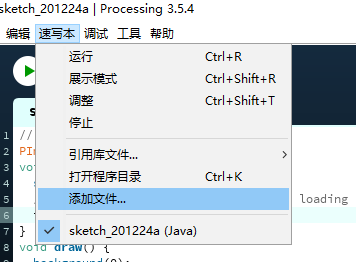 sketch_201224a | Processing 3.5.4
编辑 速写本 调试 工具 帮助
运行 Ctrl+R
展示模式 Ctrl+Shift+R
调整 Ctrl+Shift+T
停止
引用库文件...
打开程序目录 Ctrl+K
添加文件...
sketch_201224a (Java)
s
1 //
2 PIm
3 vo
4 s
5 / loading
6
7 }
8 void draw() {
9 background(0);